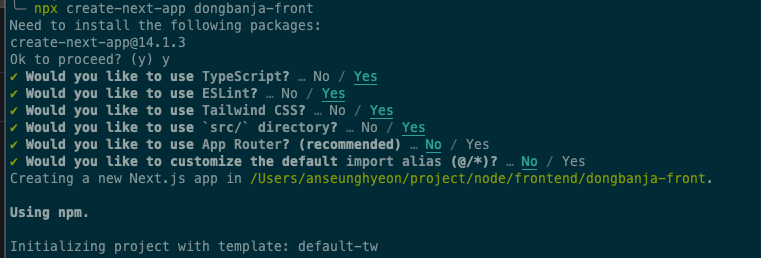 ╰─ npx create-next-app dongbanja-front
Need to install the following packages:
create-next-app@14.1.3
Ok to proceed? (y) y
✔ Would you like to use TypeScript? … No / Yes
✔ Would you like to use ESLint? … No / Yes
✔ Would you like to use Tailwind CSS? … No / Yes
✔ Would you like to use `src/` directory? … No / Yes
✔ Would you like to use App Router? (recommended) … No / Yes
✔ Would you like to customize the default import alias (@/*)? … No / Yes
Creating a new Next.js app in /Users/anseunghyeon/project/node/frontend/dongbanja-front.
Using npm.
Initializing project with template: default-tw